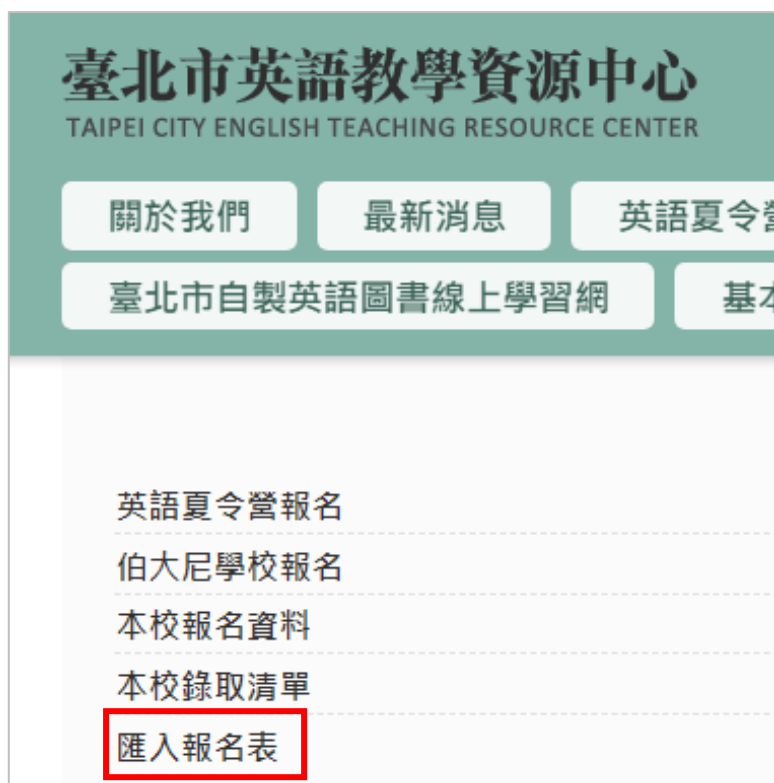 臺北市英語教學資源中心
TAIPEI CITY ENGLISH TEACHING RESOURCE CENTER
關於我們 最新消息 英語夏令
臺北市自製英語圖書線上學習網 基
英語夏令營報名
伯大尼學校報名
本校報名資料
本校錄取清單
匯入報名表